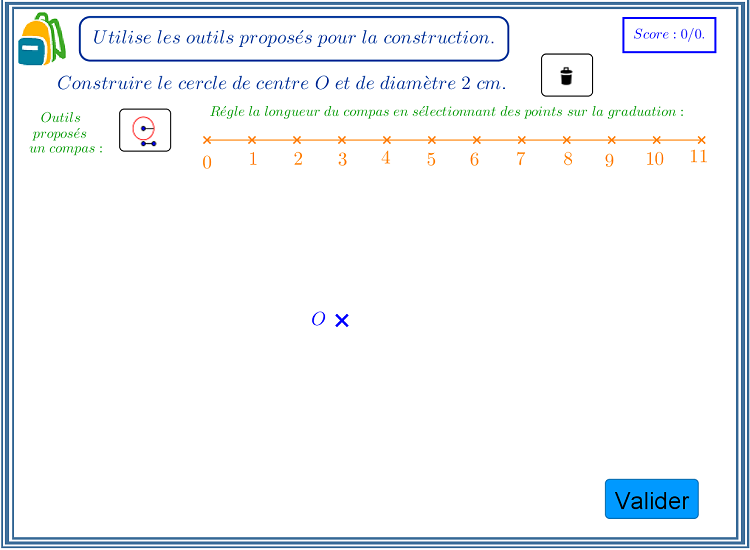 Utilise les outils proposés pour la construction.
Score : 0/0.
Construire le cercle de centre O et de diamètre 2 cm.
Outils
proposés
un compas :
Régle la longueur du compas en sélectionnant des points sur la graduation :
0 1 2 3 4 5 6 7 8 9 10 11
O
Valider